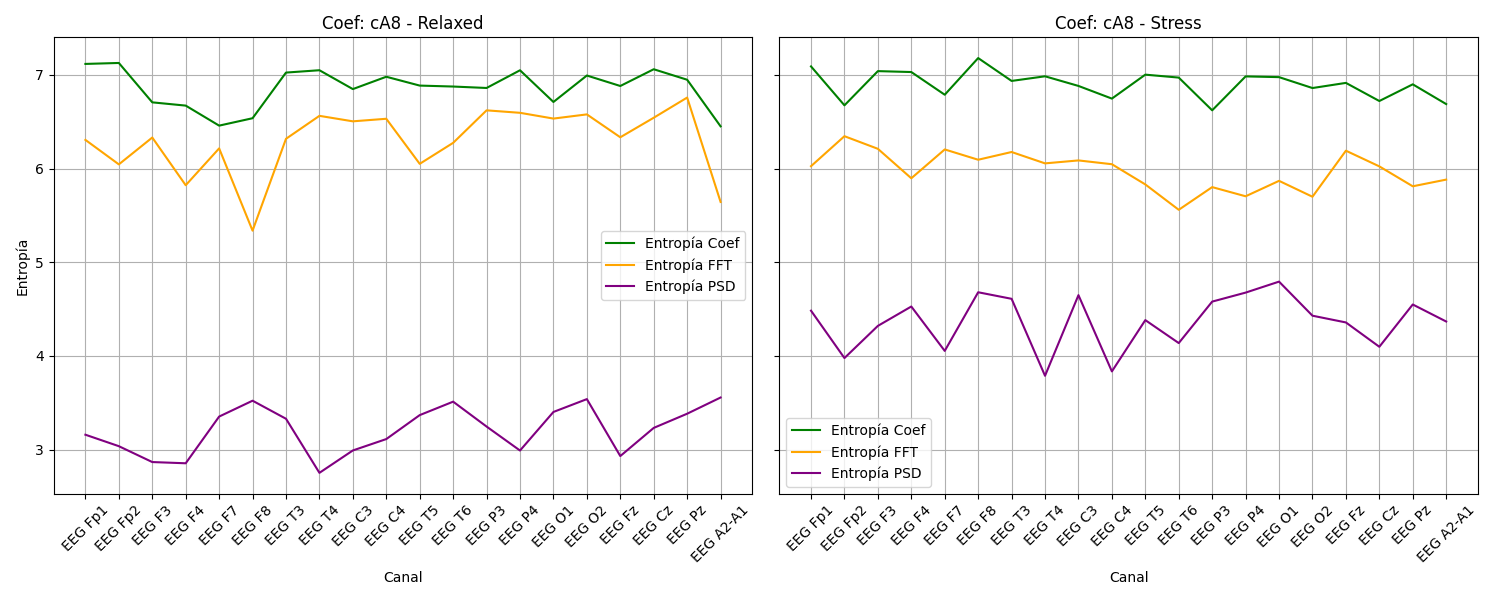 Coef: cA8 - Relaxed
Entropía
7
6
5
4
3
Entropía Coef
Entropía FFT
Entropía PSD
EEG Fp1
EEG Fp2
EEG F3
EEG F4
EEG F7
EEG F8
EEG T3
EEG T4
EEG C3
EEG C4
EEG T5
EEG T6
EEG P3
EEG P4
EEG O1
EEG O2
EEG Fz
EEG Cz
EEG Pz
EEG A2-A1
Canal
Coef: cA8 - Stress
Entropía Coef
Entropía FFT
Entropía PSD
EEG Fp1
EEG Fp2
EEG F3
EEG F4
EEG F7
EEG F8
EEG T3
EEG T4
EEG C3
EEG C4
EEG T5
EEG T6
EEG P3
EEG P4
EEG O1
EEG O2
EEG Fz
EEG Cz
EEG Pz
EEG A2-A1
Canal